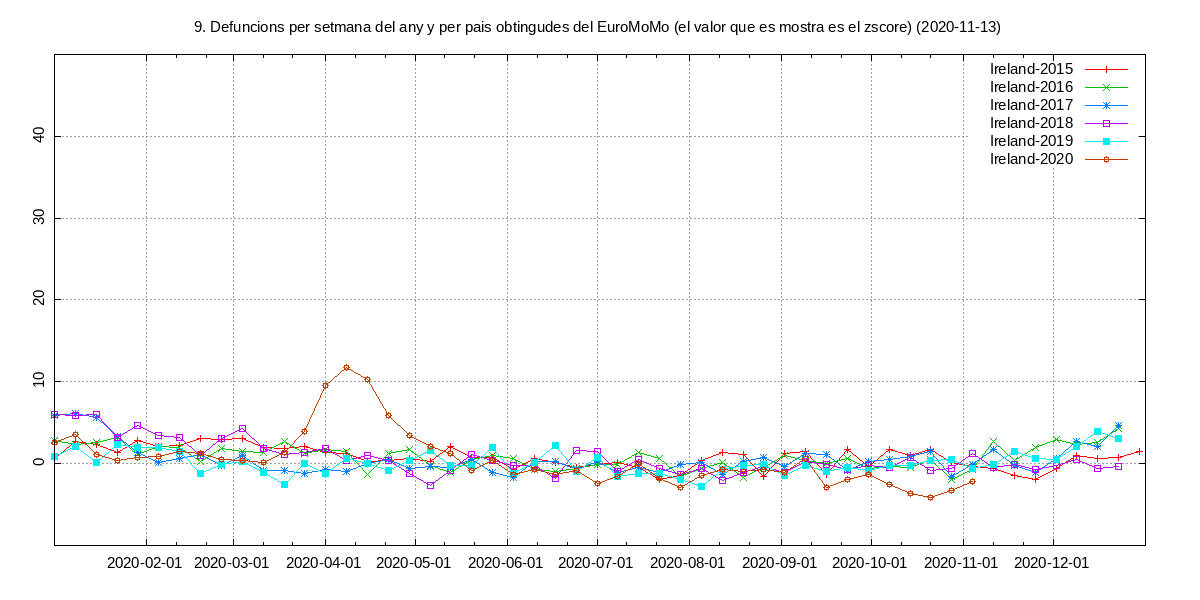 9. Defuncions per setmana del any y per pais obtingudes del EuroMoMo (el valor que es mostra es el zscore) (2020-11-13)
Ireland-2015
Ireland-2016
Ireland-2017
Ireland-2018
Ireland-2019
Ireland-2020
40
30
20
10
0
2020-02-01 2020-03-01 2020-04-01 2020-05-01 2020-06-01 2020-07-01 2020-08-01 2020-09-01 2020-10-01 2020-11-01 2020-12-01